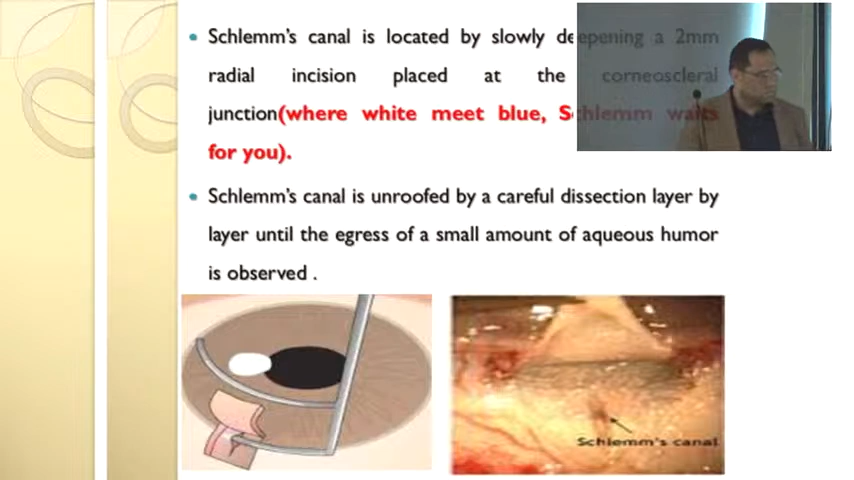 Schlemm's canal is located by slowly deepening a 2mm
radial incision placed at the corneoscleral
junction(where white meet blue, Schlemm waits
for you).
Schlemm's canal is unroofed by a careful dissection layer by
layer until the egress of a small amount of aqueous humor
is observed .
Schlemm's canal